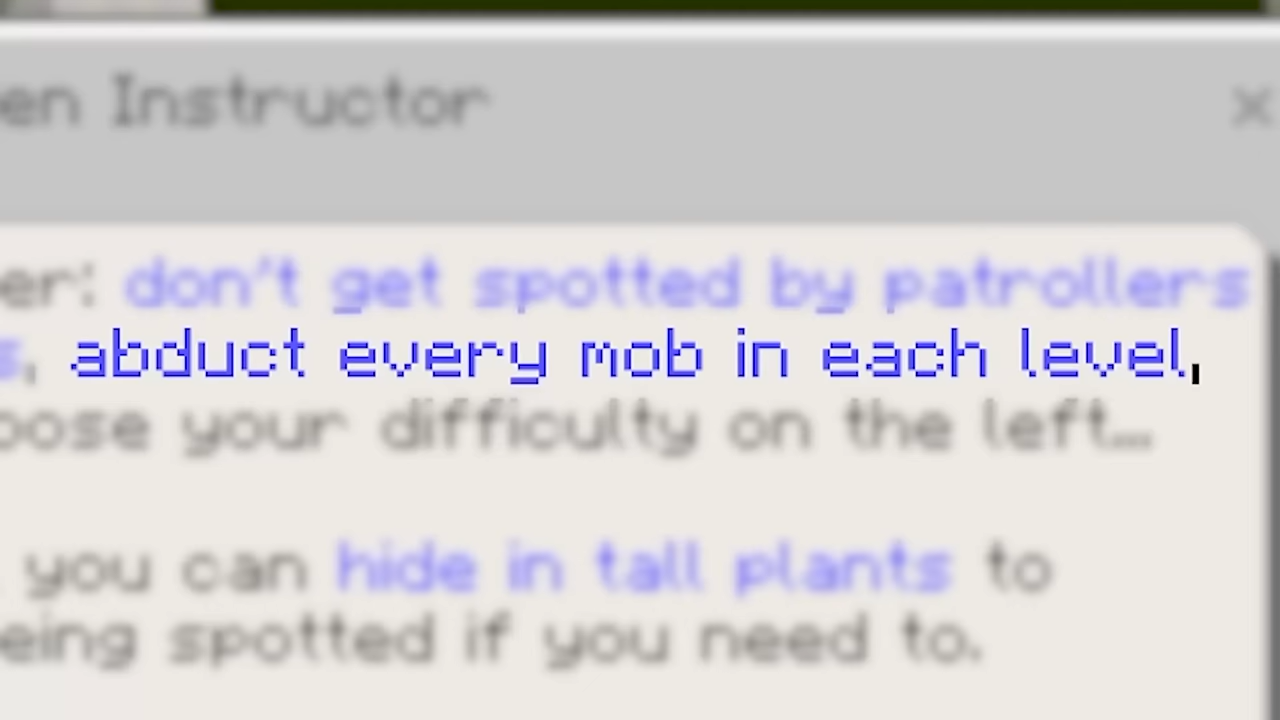 en Instructor
er: don't get spotted by patrollers
s, abduct every mob in each level,
oose your difficulty on the left...
you can hide in tall plants to
eing spotted if you need to.